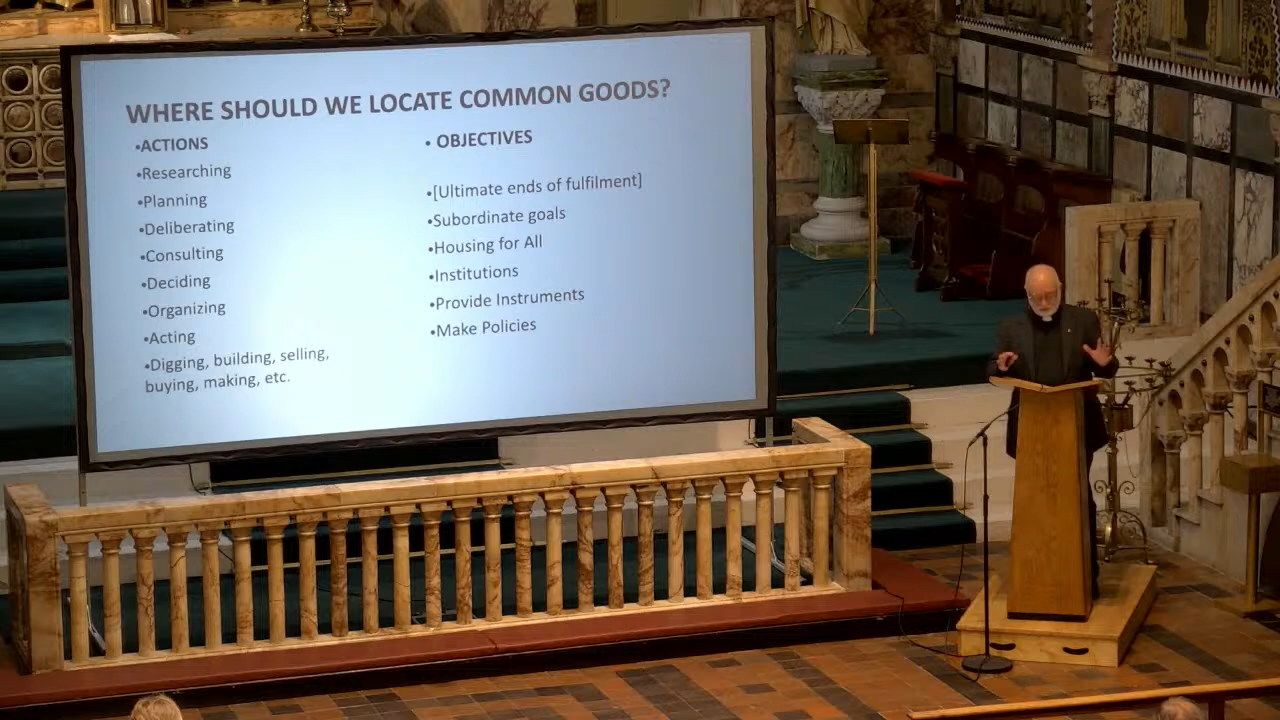 WHERE SHOULD WE LOCATE COMMON GOODS?
•ACTIONS
•Researching
•Planning
•Deliberating
•Consulting
•Deciding
•Organizing
•Acting
•Digging, building, selling,
buying, making, etc.
• OBJECTIVES
•[Ultimate ends of fulfilment]
•Subordinate goals
•Housing for All
•Institutions
•Provide Instruments
•Make Policies